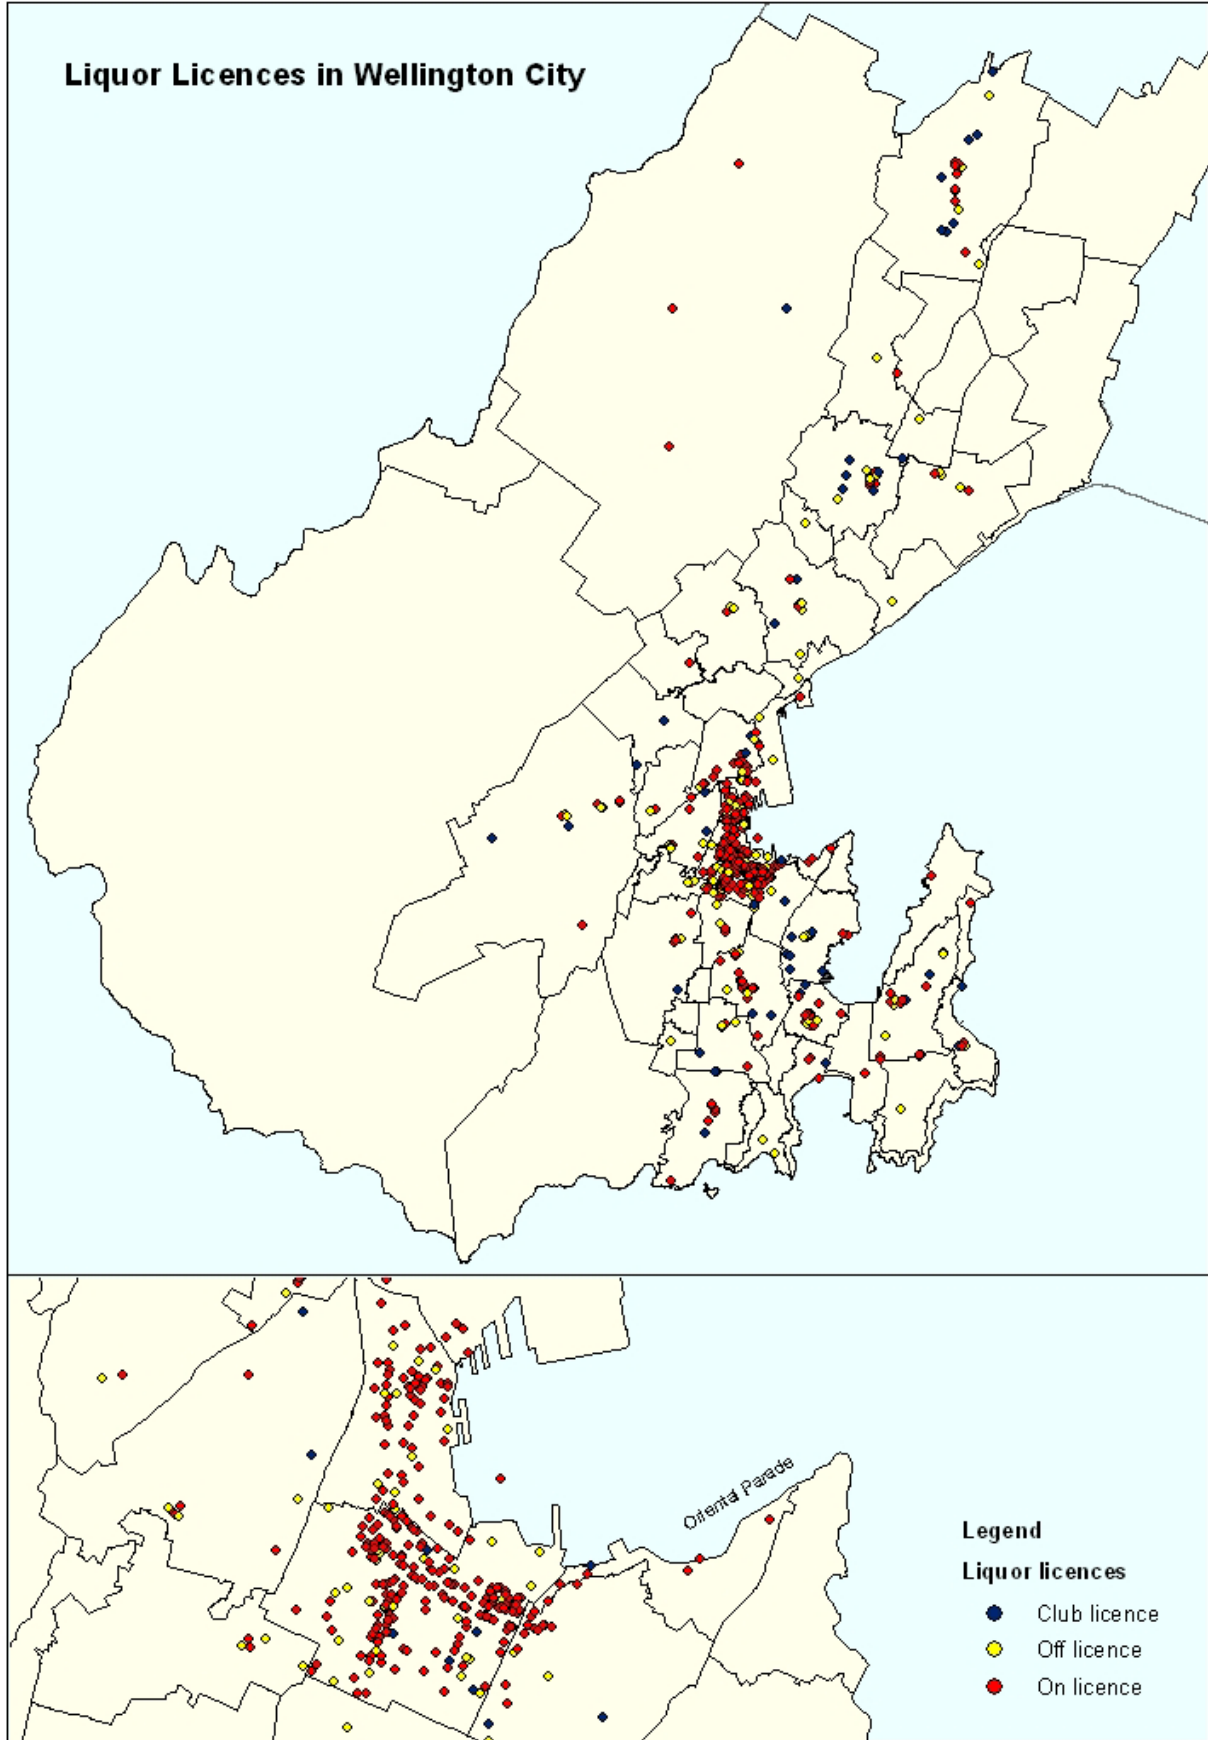 Liquor Licences in Wellington City
Oriental Parade
Legend
Liquor licences
Club licence
Off licence
On licence